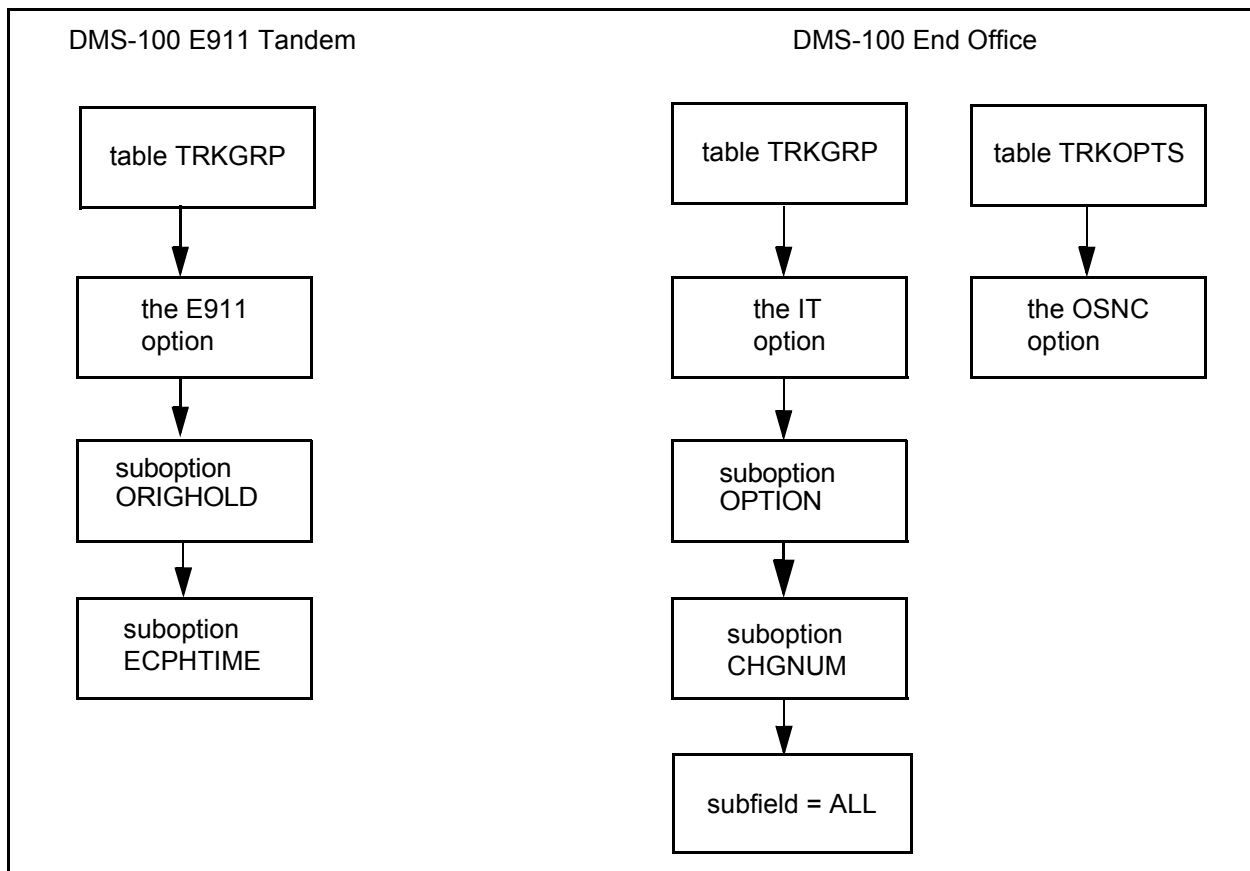 DMS-100 E911 Tandem
table TRKGRP
the E911
option
suboption
ORIGHOLD
suboption
ECPHTIME
DMS-100 End Office
table TRKGRP
the IT
option
suboption
OPTION
suboption
CHGNUM
subfield = ALL
table TRKOPTS
the OSNC
option